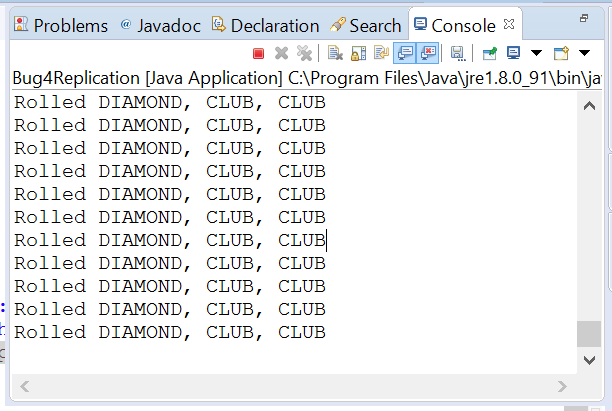 Problems @ Javadoc Declaration Search Console
Bug4Replication [Java Application] C:\Program Files\Java\jre1.8.0_91\bin\ja
Rolled DIAMOND, CLUB, CLUB
Rolled DIAMOND, CLUB, CLUB
Rolled DIAMOND, CLUB, CLUB
Rolled DIAMOND, CLUB, CLUB
Rolled DIAMOND, CLUB, CLUB
Rolled DIAMOND, CLUB, CLUB
Rolled DIAMOND, CLUB, CLUB
Rolled DIAMOND, CLUB, CLUB
Rolled DIAMOND, CLUB, CLUB
Rolled DIAMOND, CLUB, CLUB
Rolled DIAMOND, CLUB, CLUB